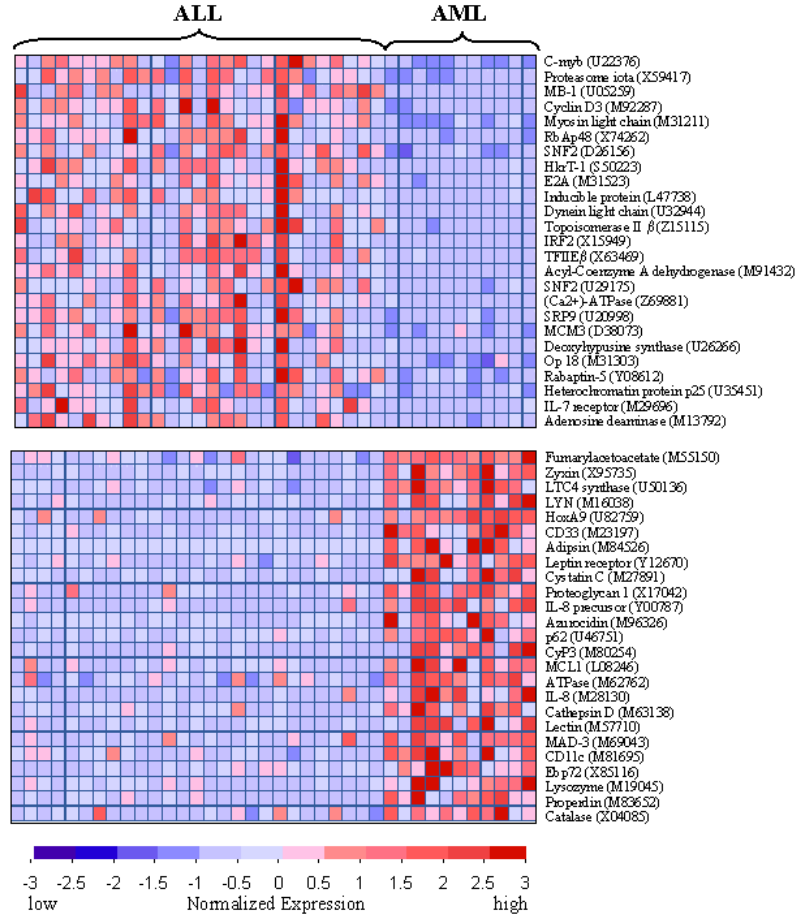 ALL AML
C-myb (U22376)
Proteasome iota (X59417)
MB-1 (U05259)
Cyclin D3 (M92287)
Myosin light chain (M31211)
RbAp48 (X74262)
SNF2 (D26156)
HkrT-1 (S50223)
E2A (M31523)
Inducible protein (L47738)
Dynein light chain (U32944)
Topoisomerase II β (Z15115)
IRF2 (X15949)
TFIIEβ (X63469)
Acyl-Coenzyme A dehydrogenase (M91432)
SNF2 (U29175)
(Ca2+)-ATPase (Z69881)
SRP9 (U20998)
MCM3 (D38073)
Deoxyhypusine synthase (U26266)
Op 18 (M31303)
Rabaptin-5 (Y08612)
Heterochromatin protein p25 (U35451)
IL-7 receptor (M29696)
Adenosine deaminase (M13792)
Fumarylacetoacetate (M55150)
Zyxin (X95735)
LTC4 synthase (U50136)
LYN (M16038)
HoxA9 (U82759)
CD33 (M23197)
Adipsin (M84526)
Leptin receptor (Y12670)
Cystatin C (M27891)
Proteoglycan 1 (X17042)
IL-8 precursor (Y00787)
Azurocidin (M96326)
p62 (U46751)
CyP3 (M80254)
MCL1 (L08246)
ATPase (M62762)
IL-8 (M28130)
Cathepsin D (M63138)
Lectin (M57710)
MAD-3 (M69043)
CD11c (M81695)
Ebp72 (X85116)
Lysozyme (M19045)
Properdin (M83652)
Catalase (X04085)
-3 -2.5 -2 -1.5 -1 -0.5 0 0.5 1 1.5 2 2.5 3
low Normalized Expression high